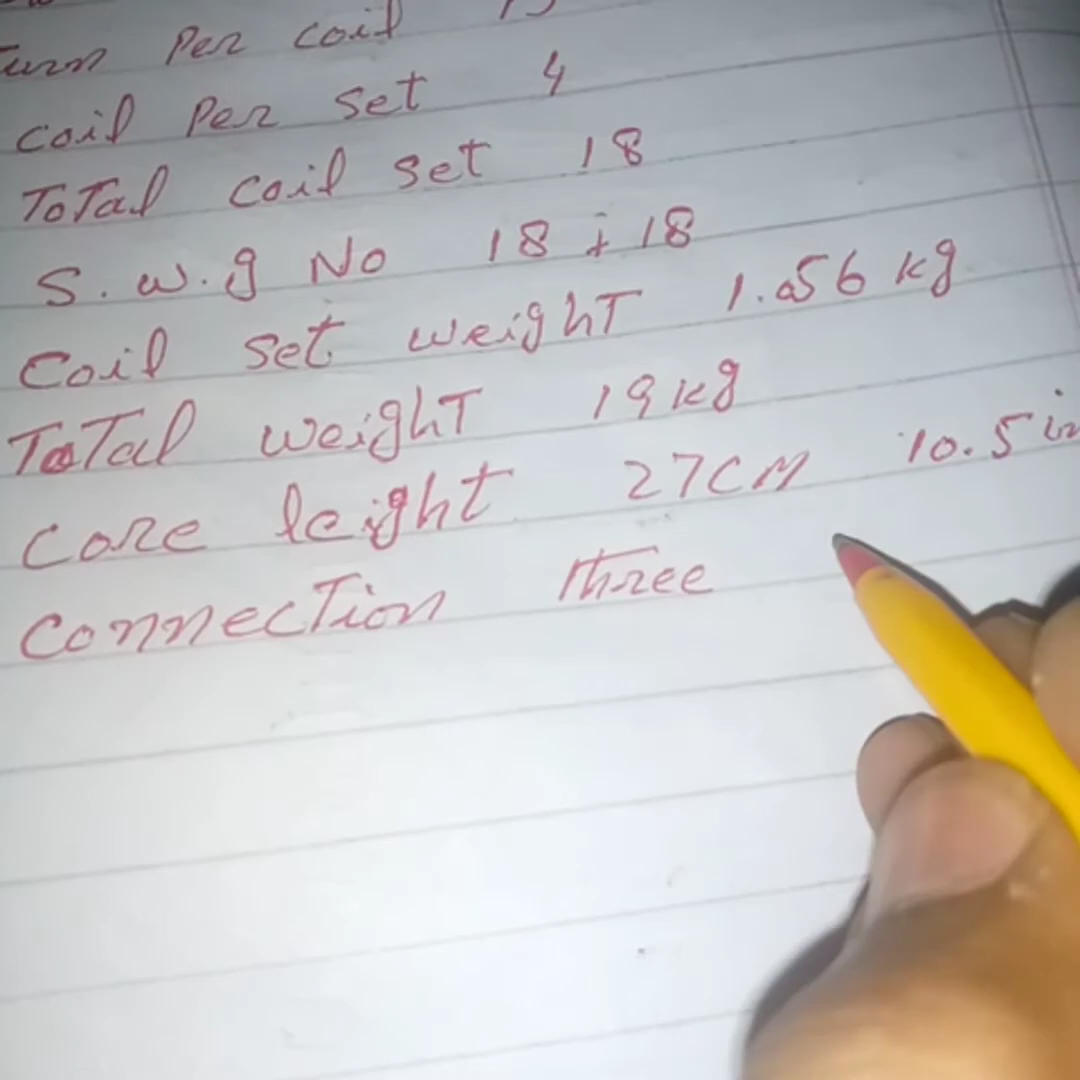 Turn Per coil
coil Per set 4
ToTal coil set 18
S.w.g No 18 + 18
Coil set weighT 1.056 kg
ToTal weighT 19 kg
core leight 27CM 10.5 in
connecTion three